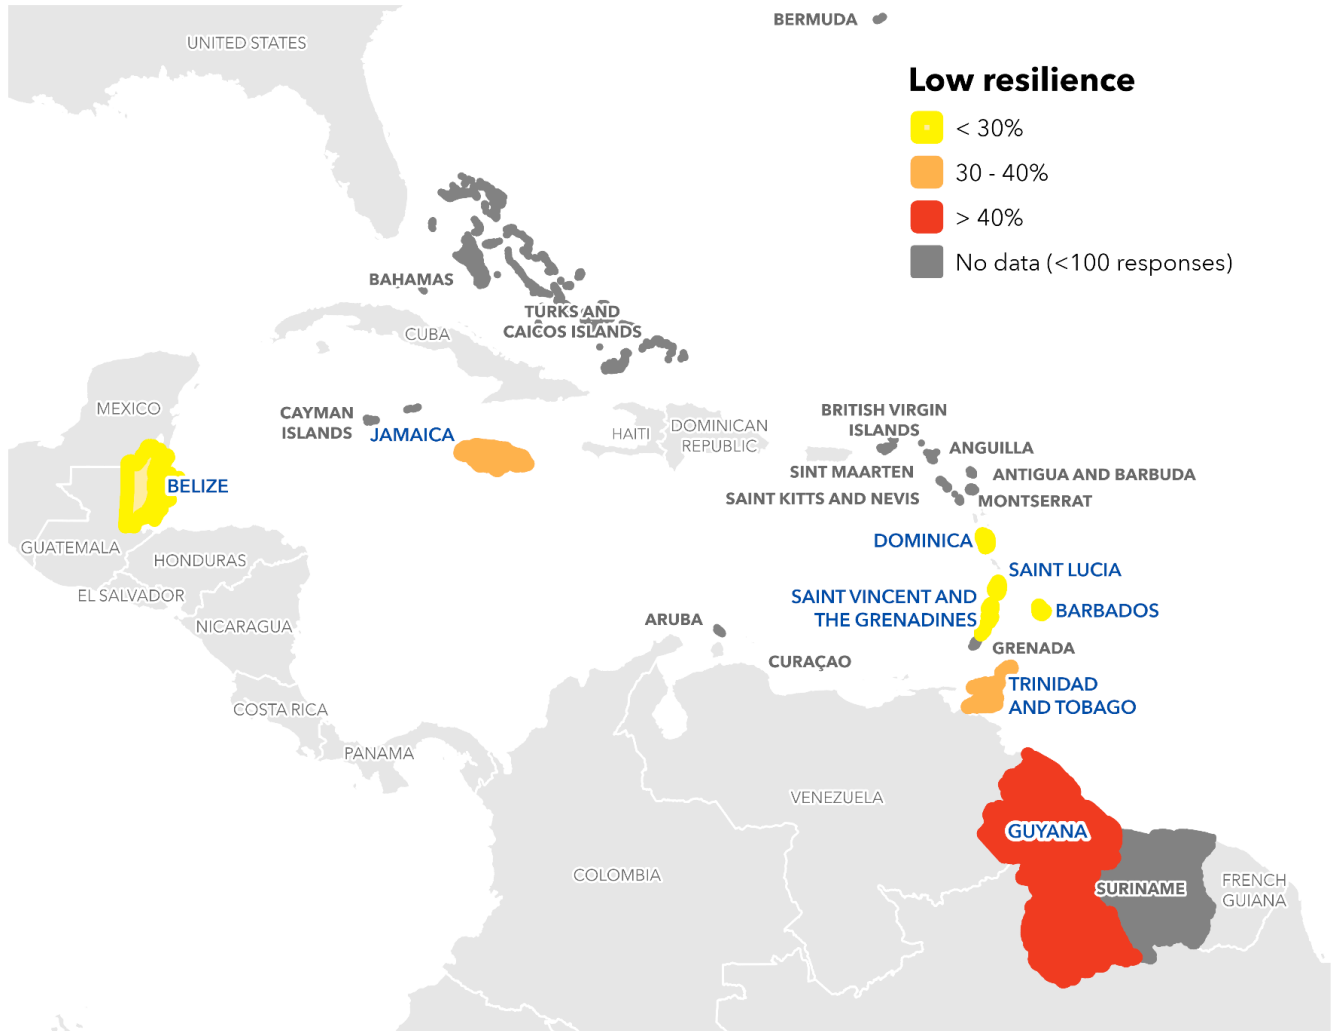 BERMUDA
UNITED STATES
Low resilience
< 30%
30 - 40%
> 40%
No data (<100 responses)
BAHAMAS
TURKS AND
CAICOS ISLANDS
CUBA
MEXICO
CAYMAN
ISLANDS
JAMAICA
HAITI
DOMINICAN
REPUBLIC
BRITISH VIRGIN
ISLANDS
ANGUILLA
SINT MAARTEN
ANTIGUA AND BARBUDA
SAINT KITTS AND NEVIS
MONTSERRAT
BELIZE
GUATEMALA
HONDURAS
DOMINICA
SAINT LUCIA
EL SALVADOR
SAINT VINCENT AND
THE GRENADINES
BARBADOS
NICARAGUA
ARUBA
GRENADA
CURAÇAO
TRINIDAD
AND TOBAGO
COSTA RICA
PANAMA
VENEZUELA
GUYANA
COLOMBIA
SURINAME
FRENCH
GUIANA